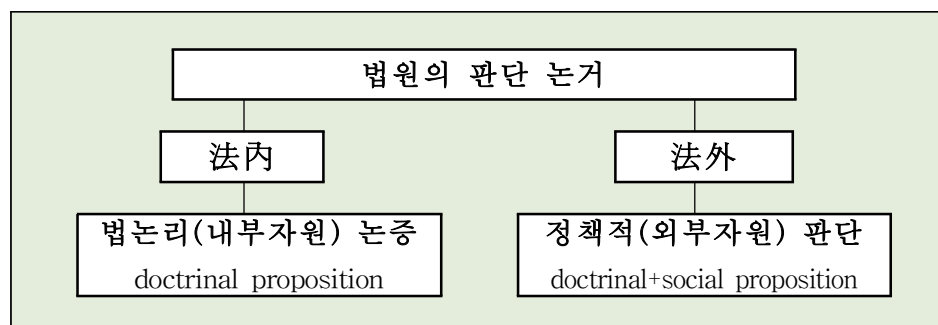 법원의 판단 논거
法內
法外
법논리(내부자원) 논증
doctrinal proposition
정책적(외부자원) 판단
doctrinal+social proposition